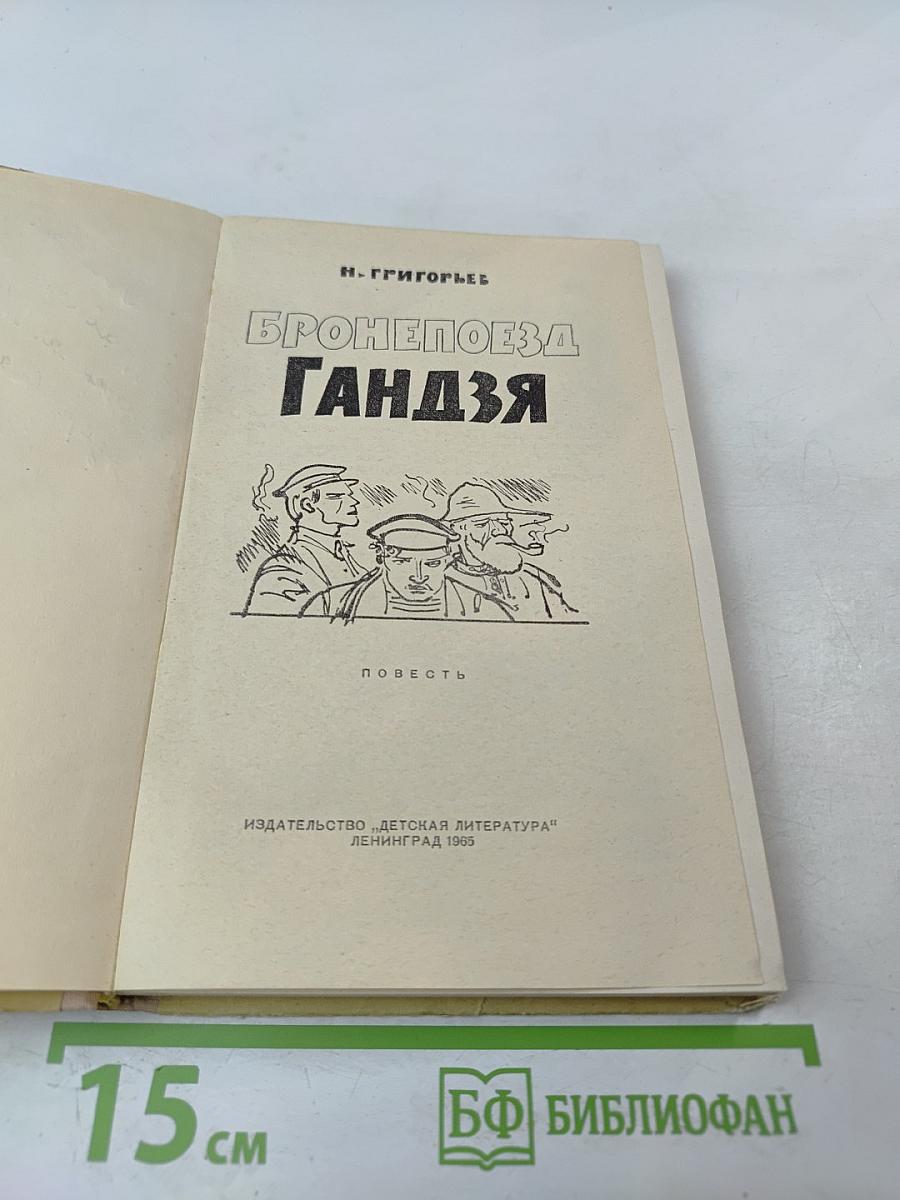 Н. ГРИГОРЬЕВ
БРОНЕПОЕЗД
ГАНДЗЯ
ПОВЕСТЬ
ИЗДАТЕЛЬСТВО „ДЕТСКАЯ ЛИТЕРАТУРА“
ЛЕНИНГРАД 1965
15 см
БФ БИБЛИОФАН